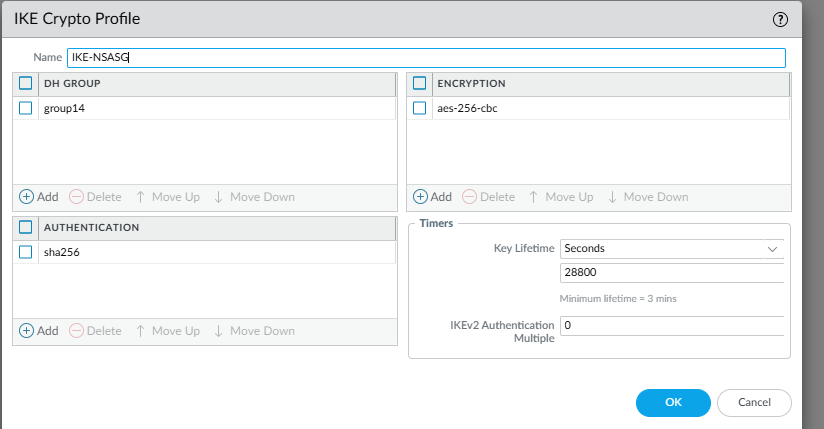 IKE Crypto Profile
Name IKE-NSASG
DH GROUP
group14
Add Delete Move Up Move Down
ENCRYPTION
aes-256-cbc
Add Delete Move Up Move Down
AUTHENTICATION
sha256
Add Delete Move Up Move Down
Timers
Key Lifetime Seconds
28800
Minimum lifetime = 3 mins
IKEv2 Authentication
Multiple
0
OK Cancel